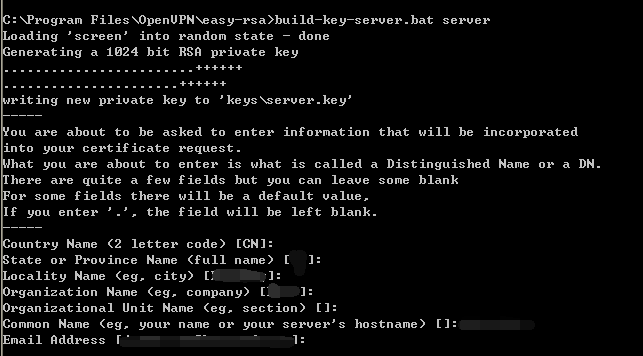 C:\Program Files\OpenVPN\easy-rsa>build-key-server.bat server
Loading 'screen' into random state - done
Generating a 1024 bit RSA private key
........................++++++
......................++++++
writing new private key to 'keys\server.key'
-----
You are about to be asked to enter information that will be incorporated
into your certificate request.
What you are about to enter is what is called a Distinguished Name or a DN.
There are quite a few fields but you can leave some blank
For some fields there will be a default value,
If you enter '.', the field will be left blank.
-----
Country Name (2 letter code) [CN]:
State or Province Name (full name) [ ]:
Locality Name (eg, city) [ ]:
Organization Name (eg, company) [ ]:
Organizational Unit Name (eg, section) []:
Common Name (eg, your name or your server's hostname) []:
Email Address [ ]: